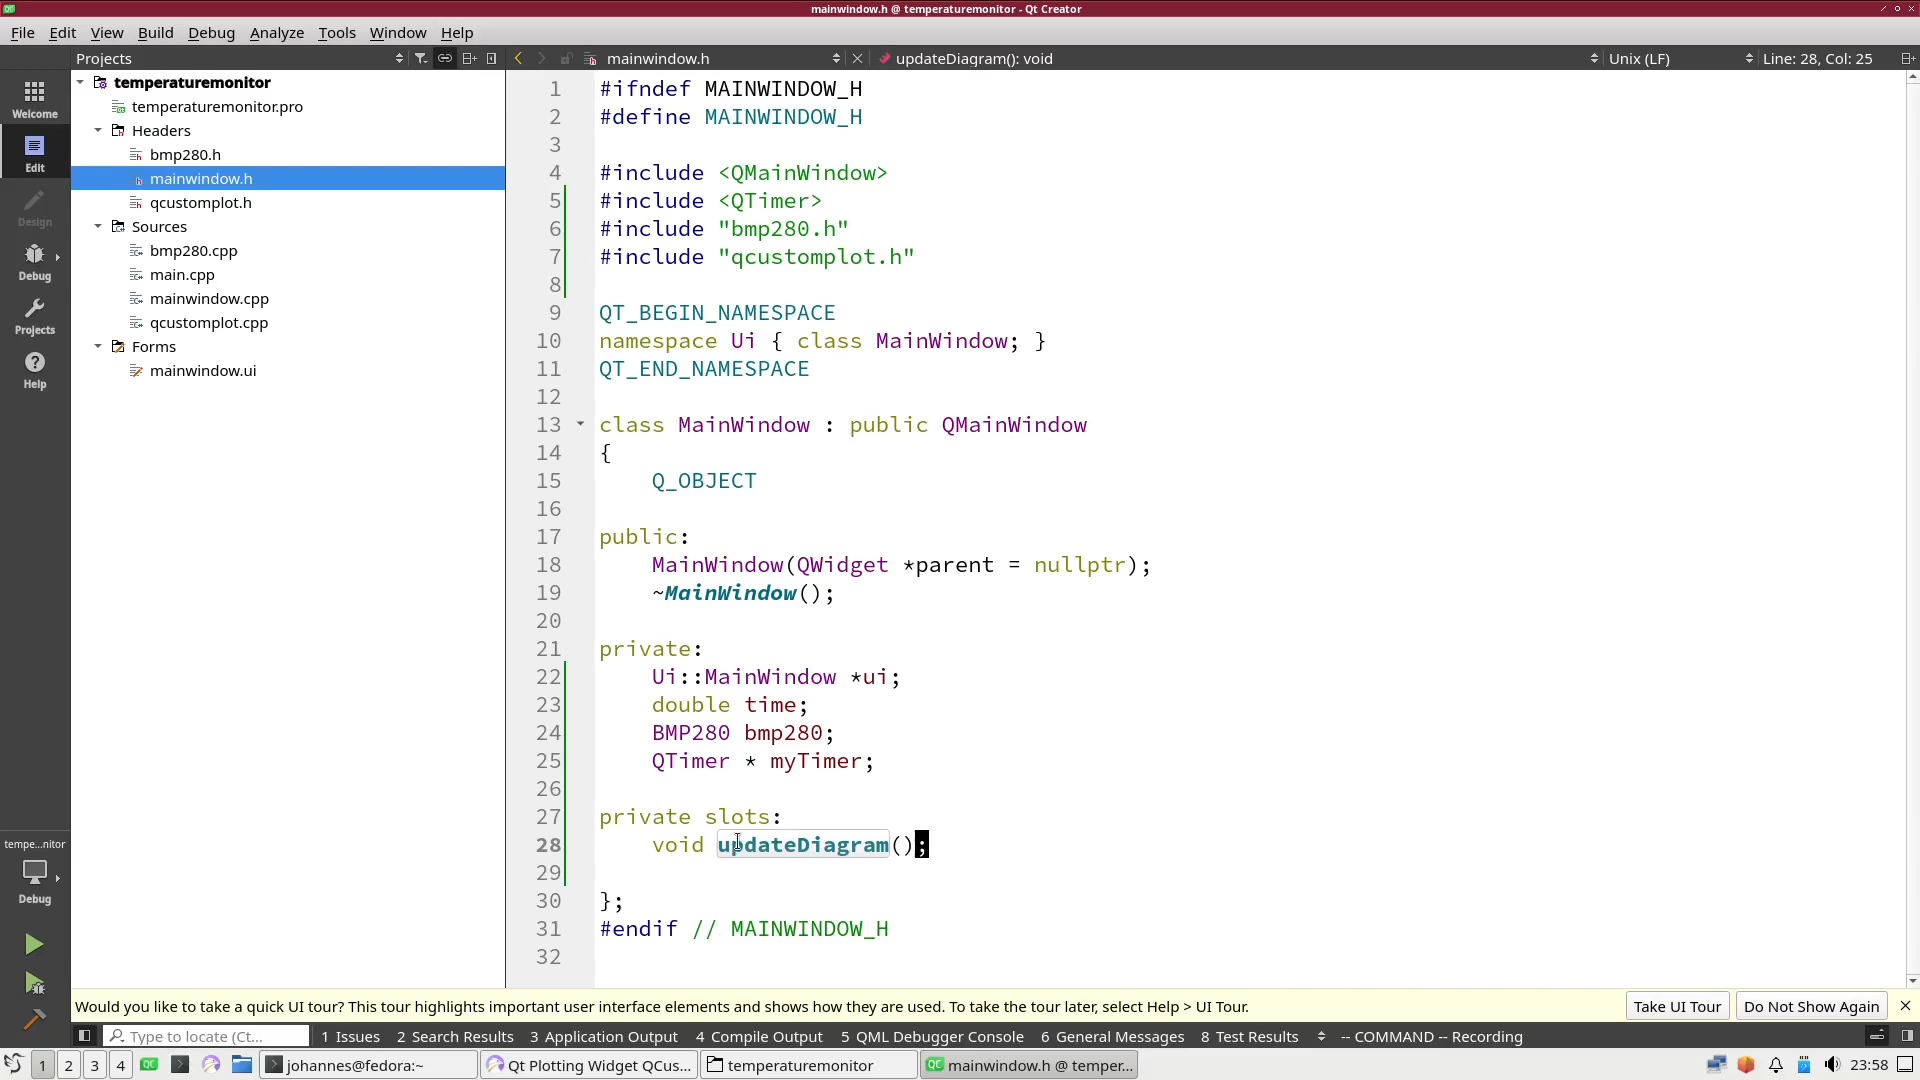 mainwindow.h @ temperaturemonitor - Qt Creator
File Edit View Build Debug Analyze Tools Window Help
Projects mainwindow.h updateDiagram(): void Unix (LF) Line: 28, Col: 25
Welcome
Edit
Design
Debug
Projects
Help
tempe...nitor
Debug
temperaturemonitor
temperaturemonitor.pro
Headers
bmp280.h
mainwindow.h
qcustomplot.h
Sources
bmp280.cpp
main.cpp
mainwindow.cpp
qcustomplot.cpp
Forms
mainwindow.ui
1 #ifndef MAINWINDOW_H
2 #define MAINWINDOW_H
3
4 #include <QMainWindow>
5 #include <QTimer>
6 #include "bmp280.h"
7 #include "qcustomplot.h"
8
9 QT_BEGIN_NAMESPACE
10 namespace Ui { class MainWindow; }
11 QT_END_NAMESPACE
12
13 class MainWindow : public QMainWindow
14 {
15     Q_OBJECT
16
17 public:
18     MainWindow(QWidget *parent = nullptr);
19     ~MainWindow();
20
21 private:
22     Ui::MainWindow *ui;
23     double time;
24     BMP280 bmp280;
25     QTimer * myTimer;
26
27 private slots:
28     void updateDiagram();
29
30 };
31 #endif // MAINWINDOW_H
32
Would you like to take a quick UI tour? This tour highlights important user interface elements and shows how they are used. To take the tour later, select Help > UI Tour. Take UI Tour Do Not Show Again
Type to locate (Ct... 1 Issues 2 Search Results 3 Application Output 4 Compile Output 5 QML Debugger Console 6 General Messages 8 Test Results -- COMMAND -- Recording
1 2 3 4 QC johannes@fedora:~ Qt Plotting Widget QCus... temperaturemonitor QC mainwindow.h @ temper... 23:58